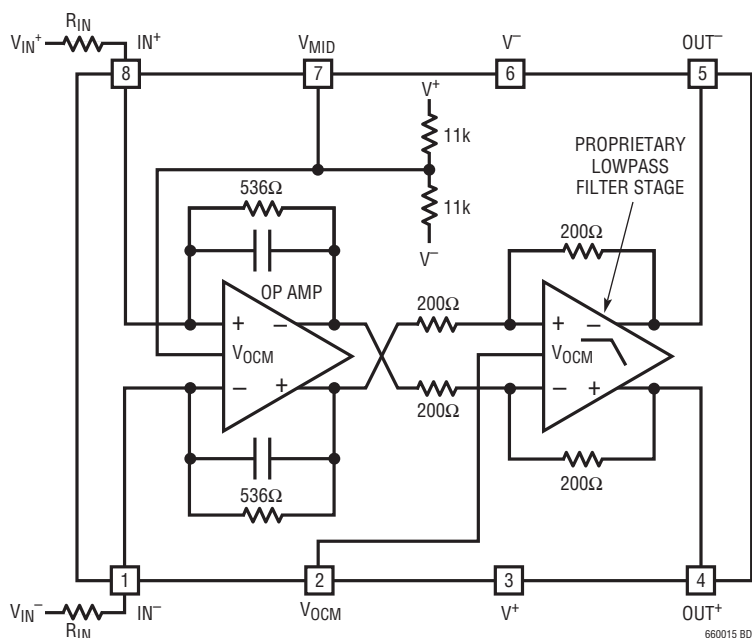 R_IN
V_IN⁺
IN⁺
V_MID
V⁻
OUT⁻
8
7
6
5
V⁺
11k
11k
V⁻
PROPRIETARY
LOWPASS
FILTER STAGE
536Ω
200Ω
OP AMP
200Ω
+
–
+
–
V_OCM
V_OCM
–
+
–
+
200Ω
200Ω
536Ω
1
2
3
4
V_IN⁻
R_IN
IN⁻
V_OCM
V⁺
OUT⁺
660015 BD